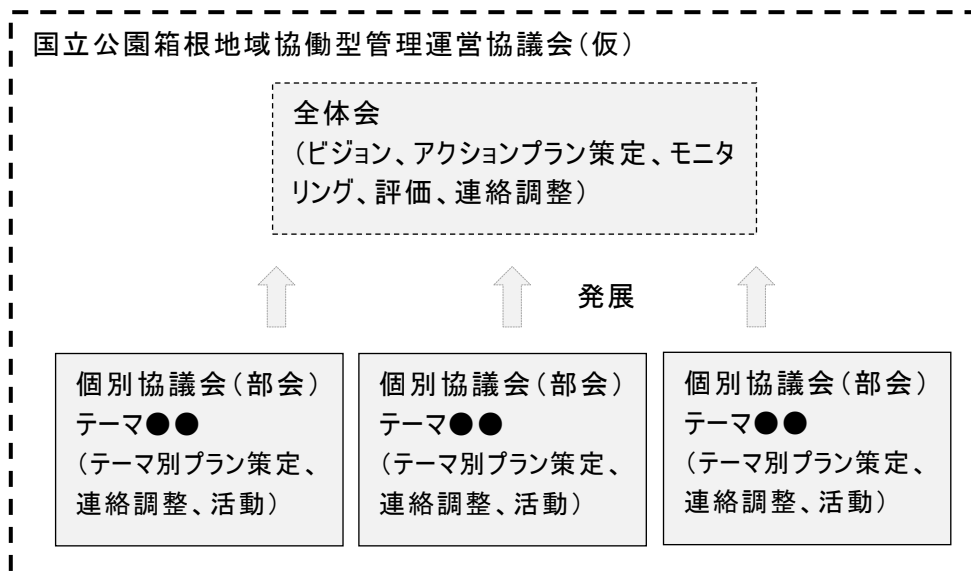 国立公園箱根地域協働型管理運営協議会(仮)
全体会
(ビジョン、アクションプラン策定、モニタ
リング、評価、連絡調整)
発展
個別協議会(部会)
テーマ●●
(テーマ別プラン策定、
連絡調整、活動)
個別協議会(部会)
テーマ●●
(テーマ別プラン策定、
連絡調整、活動)
個別協議会(部会)
テーマ●●
(テーマ別プラン策定、
連絡調整、活動)